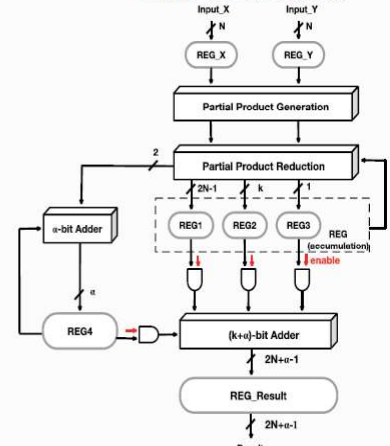 Input_X Input_Y
N N
REG_X REG_Y
Partial Product Generation
2 Partial Product Reduction
2N-1 k 1
α-bit Adder
REG1 REG2 REG3 REG
(accumulation)
enable
α
REG4
(k+α)-bit Adder
2N+α-1
REG_Result
2N+α-1